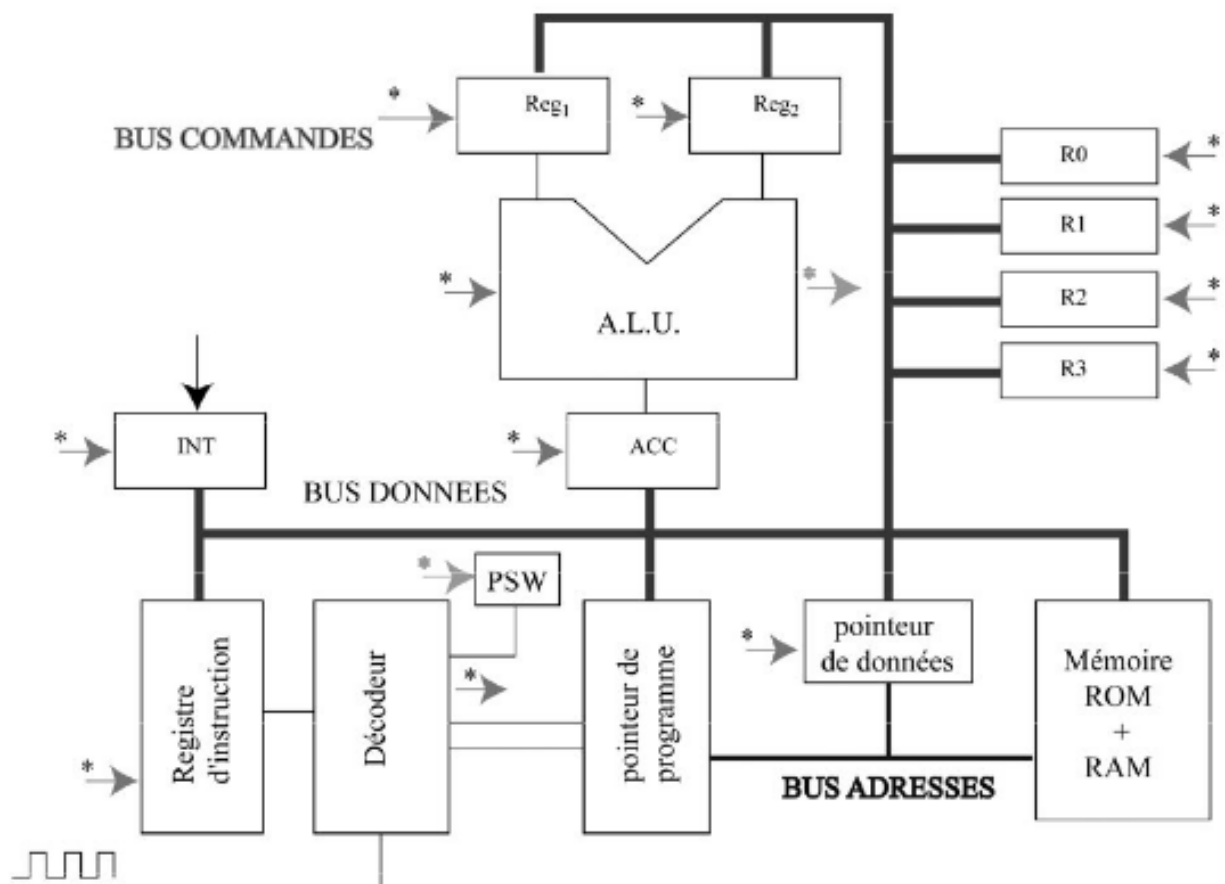 Reg1
Reg2
BUS COMMANDES
R0
R1
R2
R3
A.L.U.
INT
ACC
BUS DONNEES
PSW
Registre
d'instruction
Décodeur
pointeur de
programme
pointeur
de données
Mémoire
ROM
+
RAM
BUS ADRESSES
*
*
*
*
*
*
*
*
*
*
*
*
*
*